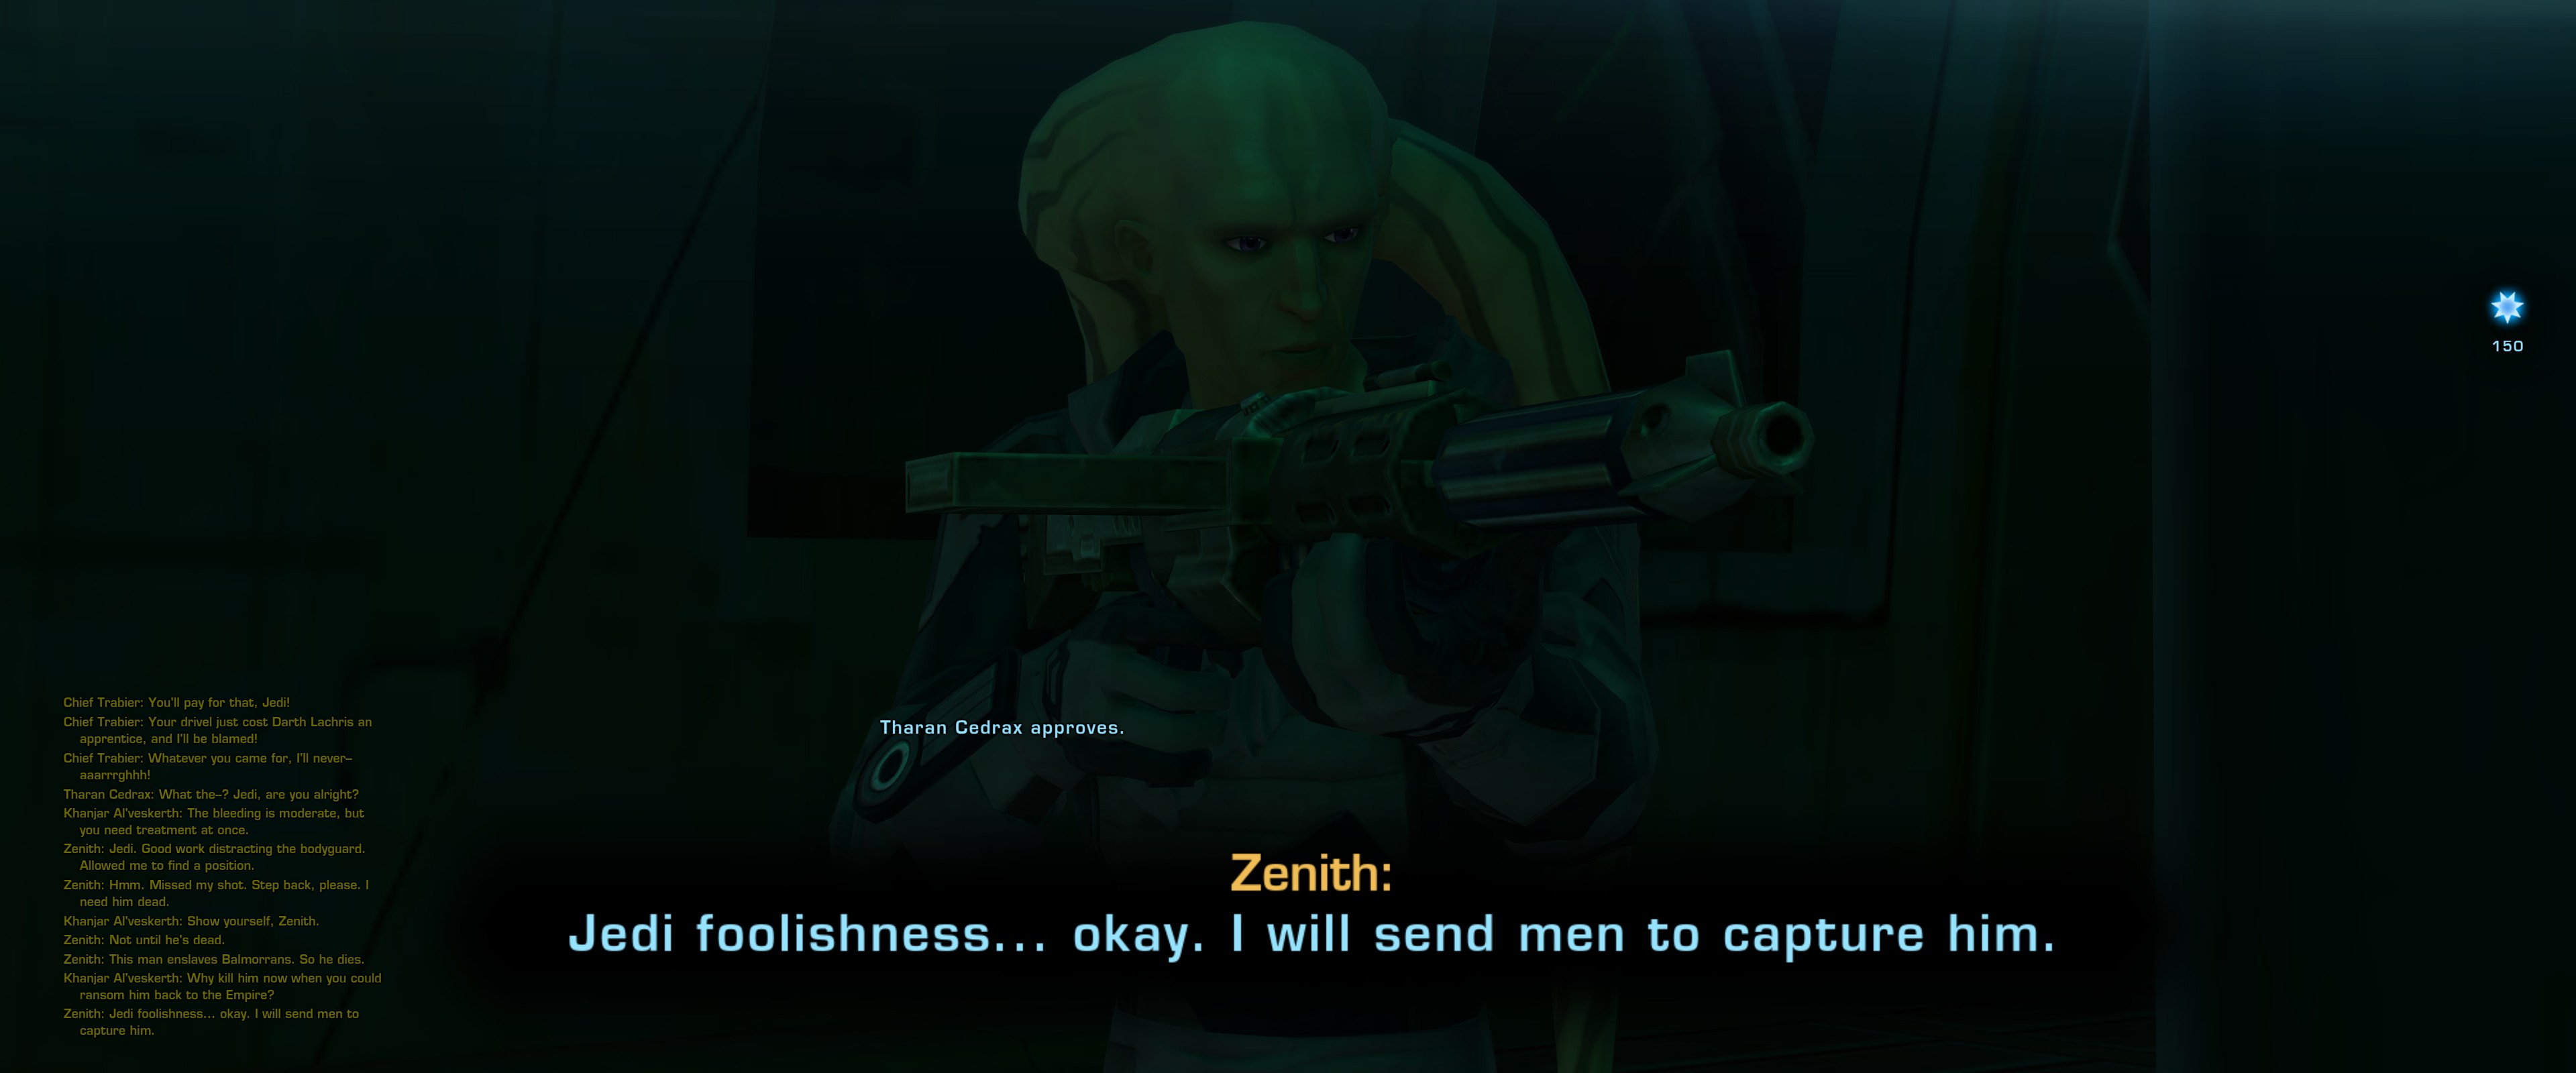 150
Chief Trabier: You'll pay for that, Jedi!
Chief Trabier: Your drivel just cost Darth Lachris an
apprentice, and I'll be blamed!
Chief Trabier: Whatever you came for, I'll never–
aaarrrghhh!
Tharan Cedrax: What the–? Jedi, are you alright?
Khanjar Al'veskerth: The bleeding is moderate, but
you need treatment at once.
Zenith: Jedi. Good work distracting the bodyguard.
Allowed me to find a position.
Zenith: Hmm. Missed my shot. Step back, please. I
need him dead.
Khanjar Al'veskerth: Show yourself, Zenith.
Zenith: Not until he's dead.
Zenith: This man enslaves Balmorrans. So he dies.
Khanjar Al'veskerth: Why kill him now when you could
ransom him back to the Empire?
Zenith: Jedi foolishness... okay. I will send men to
capture him.
Tharan Cedrax approves.
Zenith:
Jedi foolishness... okay. I will send men to capture him.